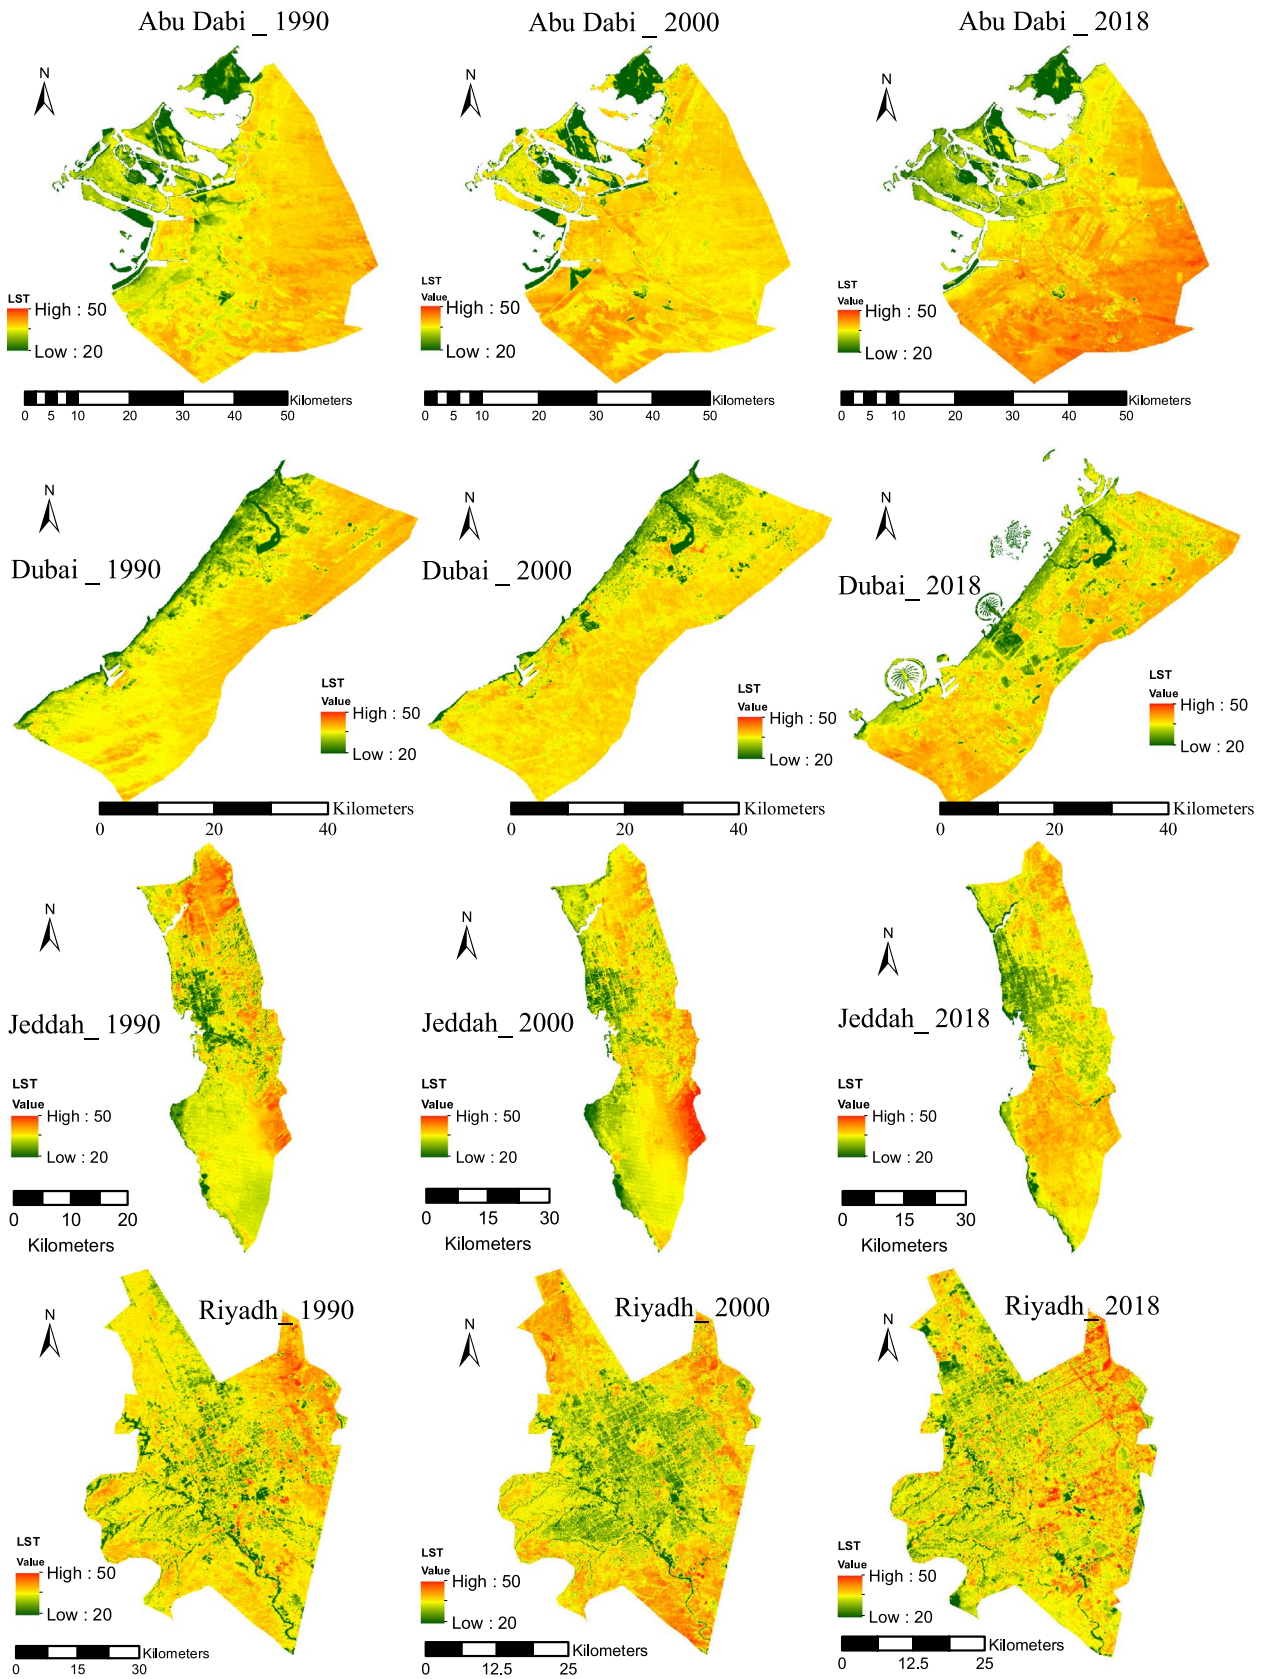 Abu Dabi _ 1990
Abu Dabi _ 2000
Abu Dabi _ 2018
N
N
N
LST
High : 50
Low : 20
LST
Value
High : 50
Low : 20
LST
Value
High : 50
Low : 20
0 5 10 20 30 40 50
Kilometers
0 5 10 20 30 40 50
Kilometers
0 5 10 20 30 40 50
Kilometers
N
N
N
Dubai _ 1990
Dubai _ 2000
Dubai_ 2018
LST
Value
High : 50
Low : 20
LST
Value
High : 50
Low : 20
LST
Value
High : 50
Low : 20
Kilometers
0 20 40
Kilometers
0 20 40
Kilometers
0 20 40
N
N
N
Jeddah_ 1990
Jeddah_ 2000
Jeddah_ 2018
LST
Value
High : 50
Low : 20
LST
Value
High : 50
Low : 20
LST
Value
High : 50
Low : 20
0 10 20
Kilometers
0 15 30
Kilometers
0 15 30
Kilometers
N
N
N
Riyadh_ 1990
Riyadh_ 2000
Riyadh_ 2018
LST
Value
High : 50
Low : 20
LST
Value
High : 50
Low : 20
LST
Value
High : 50
Low : 20
Kilometers
0 15 30
Kilometers
0 12.5 25
Kilometers
0 12.5 25